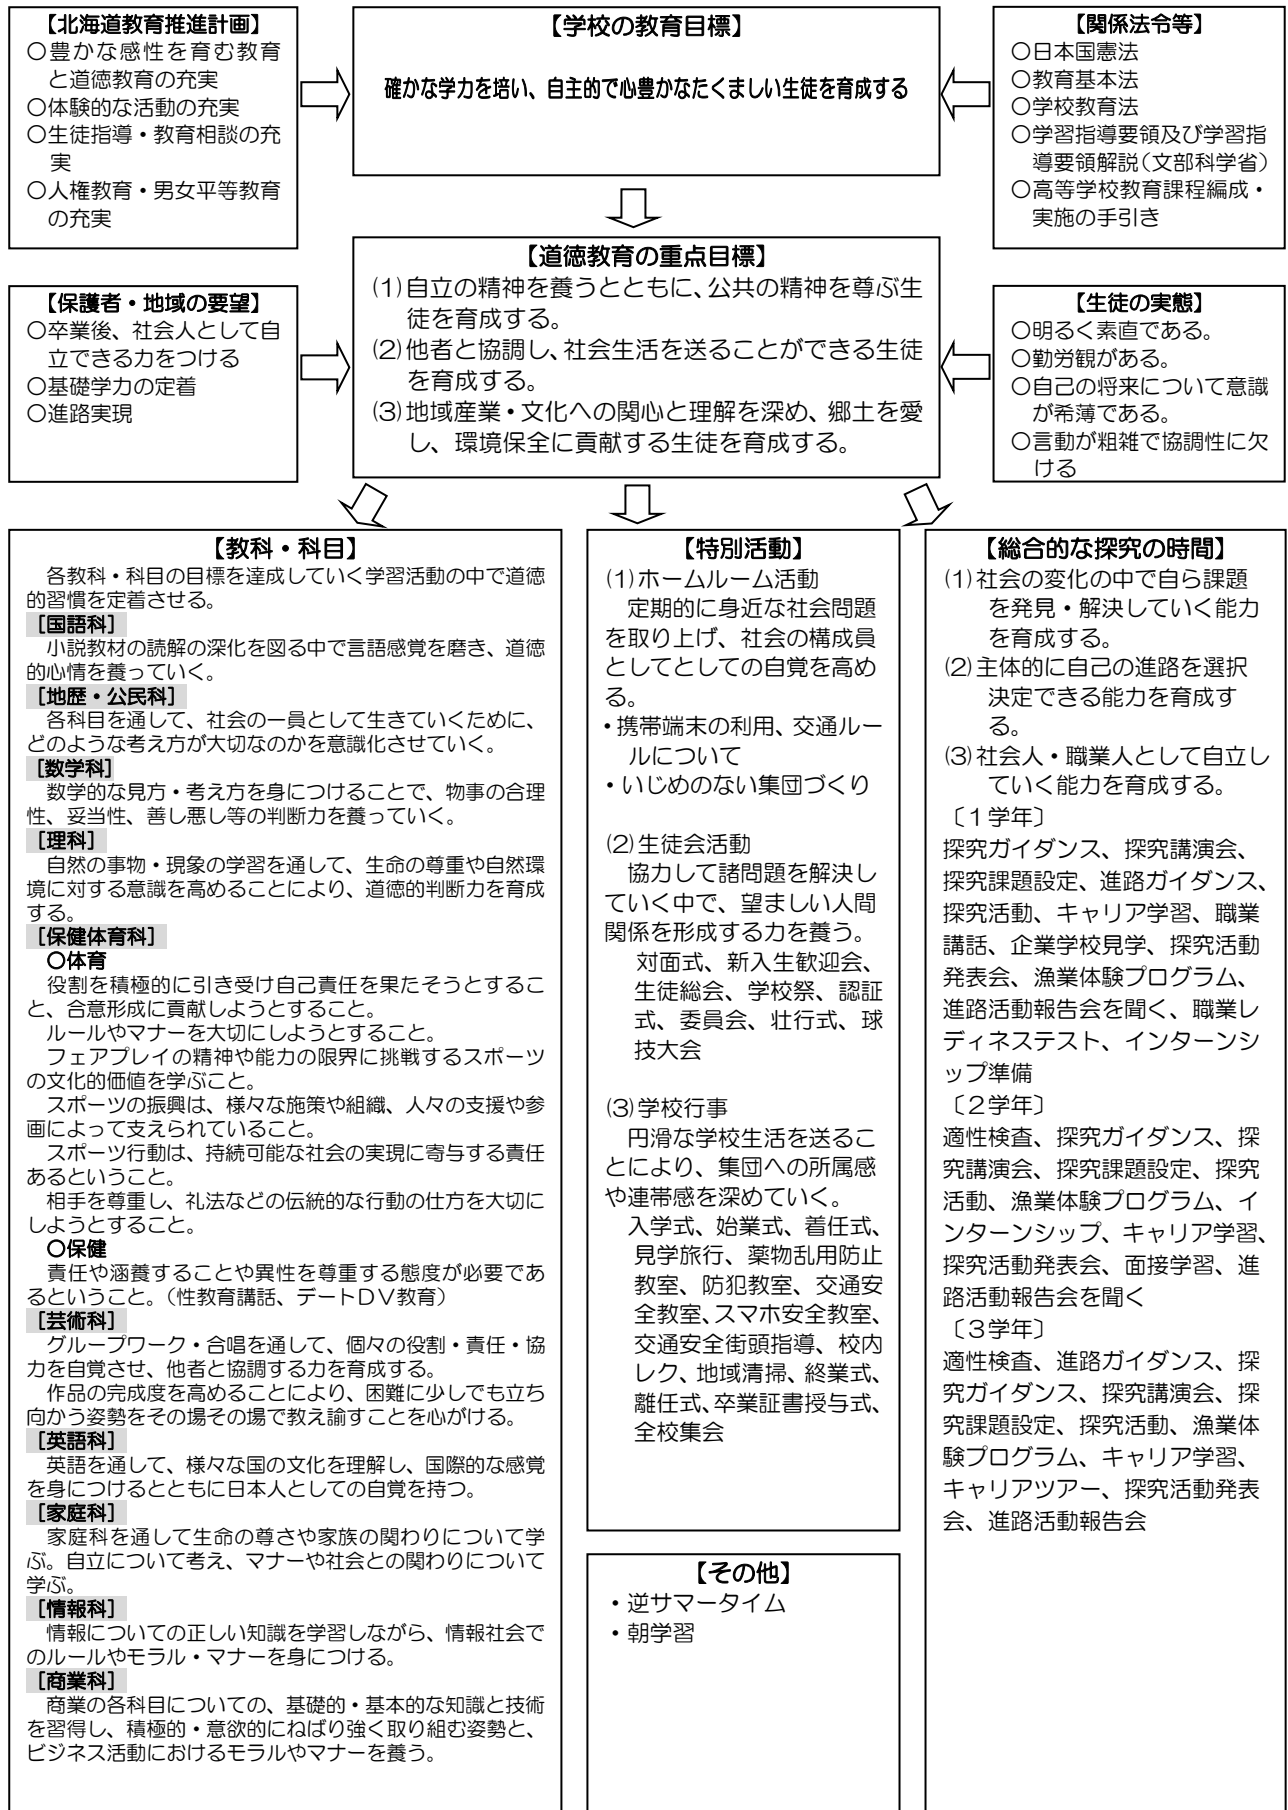 【北海道教育推進計画】
〇豊かな感性を育む教育
と道徳教育の充実
〇体験的な活動の充実
〇生徒指導・教育相談の充
実
〇人権教育・男女平等教育
の充実
【学校の教育目標】
確かな学力を培い、自主的で心豊かなたくましい生徒を育成する
【関係法令等】
〇日本国憲法
〇教育基本法
〇学校教育法
〇学習指導要領及び学習指
導要領解説(文部科学省)
〇高等学校教育課程編成・
実施の手引き
【保護者・地域の要望】
〇卒業後、社会人として自
立できる力をつける
〇基礎学力の定着
〇進路実現
【道徳教育の重点目標】
⑴自立の精神を養うとともに、公共の精神を尊ぶ生
徒を育成する。
⑵他者と協調し、社会生活を送ることができる生徒
を育成する。
⑶地域産業・文化への関心と理解を深め、郷土を愛
し、環境保全に貢献する生徒を育成する。
【生徒の実態】
〇明るく素直である。
〇勤労観がある。
〇自己の将来について意識
が希薄である。
〇言動が粗雑で協調性に欠
ける
【教科・科目】
各教科・科目の目標を達成していく学習活動の中で道徳
的習慣を定着させる。
[国語科]
小説教材の読解の深化を図る中で言語感覚を磨き、道徳
的心情を養っていく。
[地歴・公民科]
各科目を通して、社会の一員として生きていくために、
どのような考え方が大切なのかを意識化させていく。
[数学科]
数学的な見方・考え方を身につけることで、物事の合理
性、妥当性、善し悪し等の判断力を養っていく。
[理科]
自然の事物・現象の学習を通して、生命の尊重や自然環
境に対する意識を高めることにより、道徳的判断力を育成
する。
[保健体育科]
〇体育
役割を積極的に引き受け自己責任を果たそうとするこ
と、合意形成に貢献しようとすること。
ルールやマナーを大切にしようとすること。
フェアプレイの精神や能力の限界に挑戦するスポーツ
の文化的価値を学ぶこと。
スポーツの振興は、様々な施策や組織、人々の支援や参
画によって支えられていること。
スポーツ行動は、持続可能な社会の実現に寄与する責任
あるということ。
相手を尊重し、礼法などの伝統的な行動の仕方を大切に
しようとすること。
〇保健
責任や涵養することや異性を尊重する態度が必要であ
るということ。(性教育講話、デートDV教育)
[芸術科]
グループワーク・合唱を通して、個々の役割・責任・協
力を自覚させ、他者と協調する力を育成する。
作品の完成度を高めることにより、困難に少しでも立ち
向かう姿勢をその場その場で教え諭すことを心がける。
[英語科]
英語を通して、様々な国の文化を理解し、国際的な感覚
を身につけるとともに日本人としての自覚を持つ。
[家庭科]
家庭科を通して生命の尊さや家族の関わりについて学
ぶ。自立について考え、マナーや社会との関わりについて
学ぶ。
[情報科]
情報についての正しい知識を学習しながら、情報社会で
のルールやモラル・マナーを身につける。
[商業科]
商業の各科目についての、基礎的・基本的な知識と技術
を習得し、積極的・意欲的にねばり強く取り組む姿勢と、
ビジネス活動におけるモラルやマナーを養う。
【特別活動】
⑴ホームルーム活動
定期的に身近な社会問題
を取り上げ、社会の構成員
としてとしての自覚を高め
る。
・携帯端末の利用、交通ルー
ルについて
・いじめのない集団づくり
⑵生徒会活動
協力して諸問題を解決し
ていく中で、望ましい人間
関係を形成する力を養う。
対面式、新入生歓迎会、
生徒総会、学校祭、認証
式、委員会、壮行式、球
技大会
⑶学校行事
円滑な学校生活を送るこ
とにより、集団への所属感
や連帯感を深めていく。
入学式、始業式、着任式、
見学旅行、薬物乱用防止
教室、防犯教室、交通安
全教室、スマホ安全教室、
交通安全街頭指導、校内
レク、地域清掃、終業式、
離任式、卒業証書授与式、
全校集会
【その他】
・逆サマータイム
・朝学習
【総合的な探究の時間】
⑴社会の変化の中で自ら課題
を発見・解決していく能力
を育成する。
⑵主体的に自己の進路を選択
決定できる能力を育成す
る。
⑶社会人・職業人として自立し
ていく能力を育成する。
〔1学年〕
探究ガイダンス、探究講演会、
探究課題設定、進路ガイダンス、
探究活動、キャリア学習、職業
講話、企業学校見学、探究活動
発表会、漁業体験プログラム、
進路活動報告会を聞く、職業レ
ディネステスト、インターンシ
ップ準備
〔2学年〕
適性検査、探究ガイダンス、探
究講演会、探究課題設定、探究
活動、漁業体験プログラム、イ
ンターンシップ、キャリア学習、
探究活動発表会、面接学習、進
路活動報告会を聞く
〔3学年〕
適性検査、進路ガイダンス、探
究ガイダンス、探究講演会、探
究課題設定、探究活動、漁業体
験プログラム、キャリア学習、
キャリアツアー、探究活動発表
会、進路活動報告会